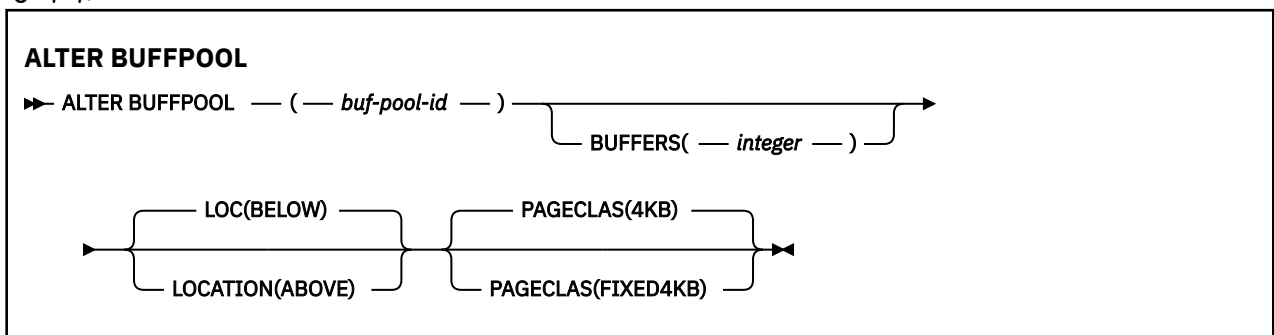 ALTER BUFFPOOL
ALTER BUFFPOOL ( buf-pool-id )
BUFFERS( integer )
LOC(BELOW) PAGECLAS(4KB)
LOCATION(ABOVE) PAGECLAS(FIXED4KB)